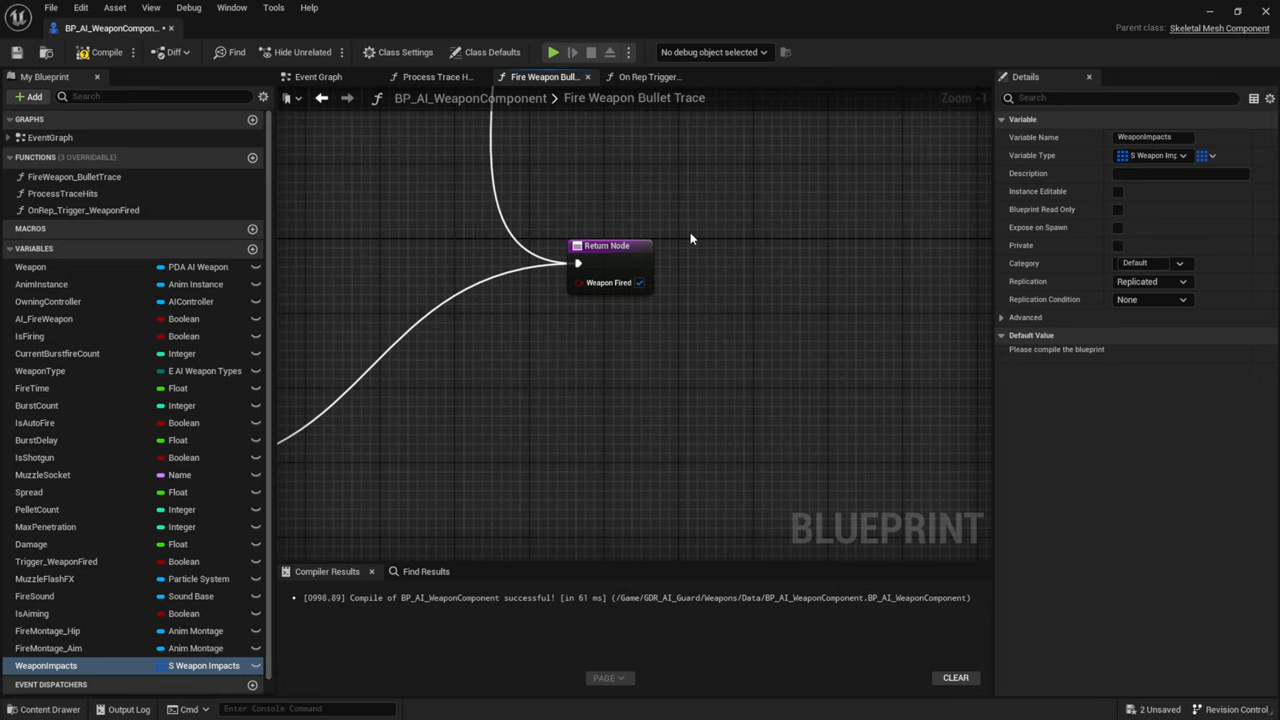 File Edit Asset View Debug Window Tools Help
BP_AI_WeaponCompon...
Parent class: Skeletal Mesh Component
Compile Diff Find Hide Unrelated Class Settings Class Defaults No debug object selected
My Blueprint
Event Graph
Process Trace H...
Fire Weapon Bull...
On Rep Trigger...
Details
Add
Search
BP_AI_WeaponComponent > Fire Weapon Bullet Trace
Zoom -1
Search
GRAPHS
EventGraph
FUNCTIONS (3 OVERRIDABLE)
FireWeapon_BulletTrace
ProcessTraceHits
OnRep_Trigger_WeaponFired
MACROS
VARIABLES
Weapon PDA AI Weapon
AnimInstance Anim Instance
OwningController AIController
AI_FireWeapon Boolean
IsFiring Boolean
CurrentBurstfireCount Integer
WeaponType E AI Weapon Types
FireTime Float
BurstCount Integer
IsAutoFire Boolean
BurstDelay Float
IsShotgun Boolean
MuzzleSocket Name
Spread Float
PelletCount Integer
MaxPenetration Integer
Damage Float
Trigger_WeaponFired Boolean
MuzzleFlashFX Particle System
FireSound Sound Base
IsAiming Boolean
FireMontage_Hip Anim Montage
FireMontage_Aim Anim Montage
WeaponImpacts S Weapon Impacts
EVENT DISPATCHERS
Return Node
Weapon Fired
BLUEPRINT
Variable
Variable Name WeaponImpacts
Variable Type S Weapon Imp
Description
Instance Editable
Blueprint Read Only
Expose on Spawn
Private
Category Default
Replication Replicated
Replication Condition None
Advanced
Default Value
Please compile the blueprint
Compiler Results
Find Results
[0998.89] Compile of BP_AI_WeaponComponent successful! [in 61 ms] (/Game/GDR_AI_Guard/Weapons/Data/BP_AI_WeaponComponent.BP_AI_WeaponComponent)
PAGE
CLEAR
Content Drawer Output Log Cmd Enter Console Command 2 Unsaved Revision Control